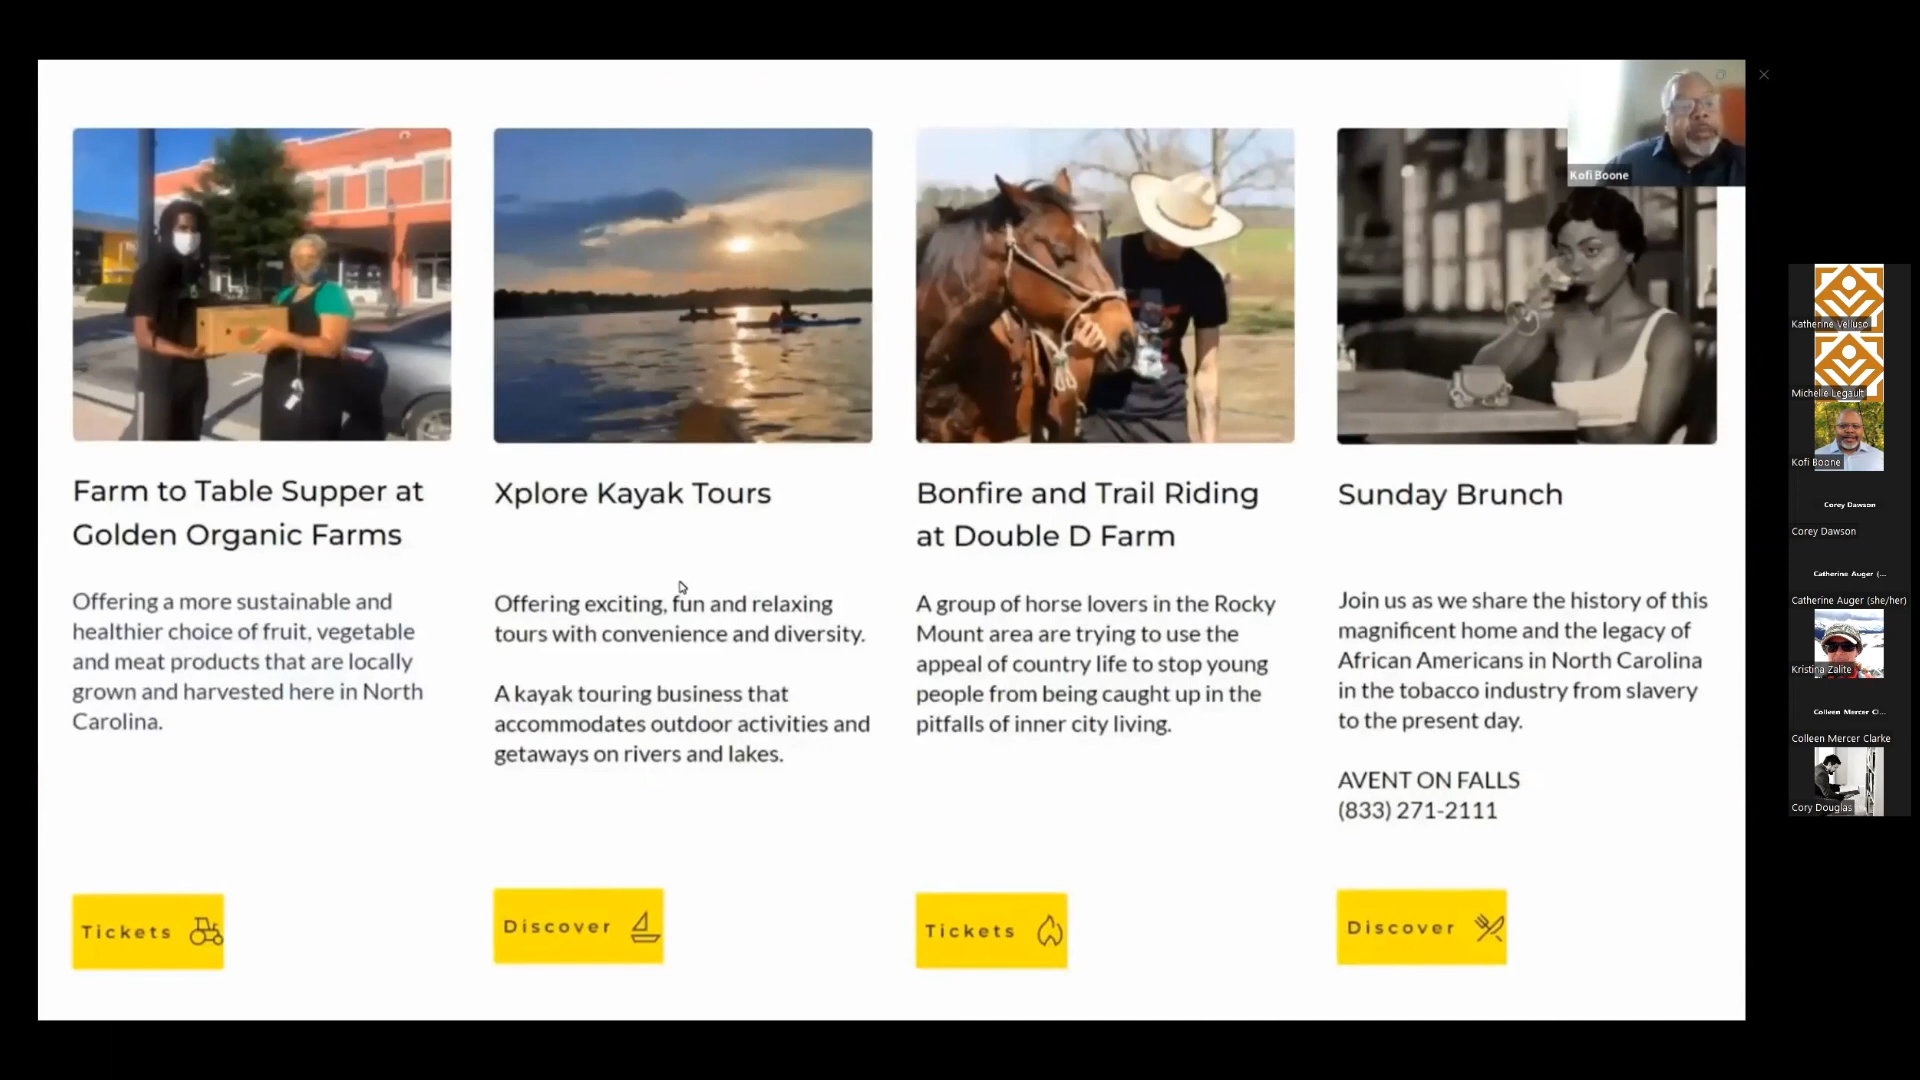 Kofi Boone
Farm to Table Supper at
Golden Organic Farms
Offering a more sustainable and
healthier choice of fruit, vegetable
and meat products that are locally
grown and harvested here in North
Carolina.
Tickets
Xplore Kayak Tours
Offering exciting, fun and relaxing
tours with convenience and diversity.
A kayak touring business that
accommodates outdoor activities and
getaways on rivers and lakes.
Discover
Bonfire and Trail Riding
at Double D Farm
A group of horse lovers in the Rocky
Mount area are trying to use the
appeal of country life to stop young
people from being caught up in the
pitfalls of inner city living.
Tickets
Sunday Brunch
Join us as we share the history of this
magnificent home and the legacy of
African Americans in North Carolina
in the tobacco industry from slavery
to the present day.
AVENT ON FALLS
(833) 271-2111
Discover
Katherine Velluso
Michelle Legault
Kofi Boone
Corey Dawson
Corey Dawson
Catherine Auger (...
Catherine Auger (she/her)
Kristina Zalite
Colleen Mercer Cl...
Colleen Mercer Clarke
Cory Douglas